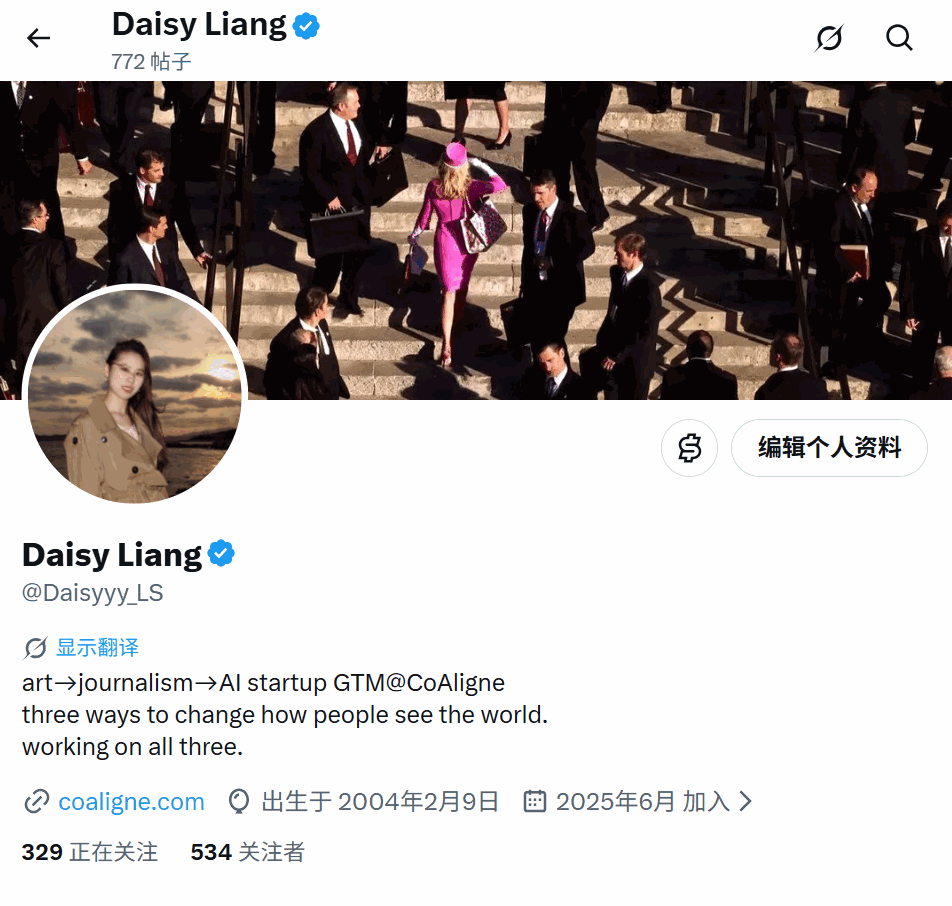 Daisy Liang
772 帖子
编辑个人资料
Daisy Liang
@Daisyyy_LS
显示翻译
art→journalism→AI startup GTM@CoAligne
three ways to change how people see the world.
working on all three.
coaligne.com 出生于 2004年2月9日 2025年6月 加入
329 正在关注 534 关注者